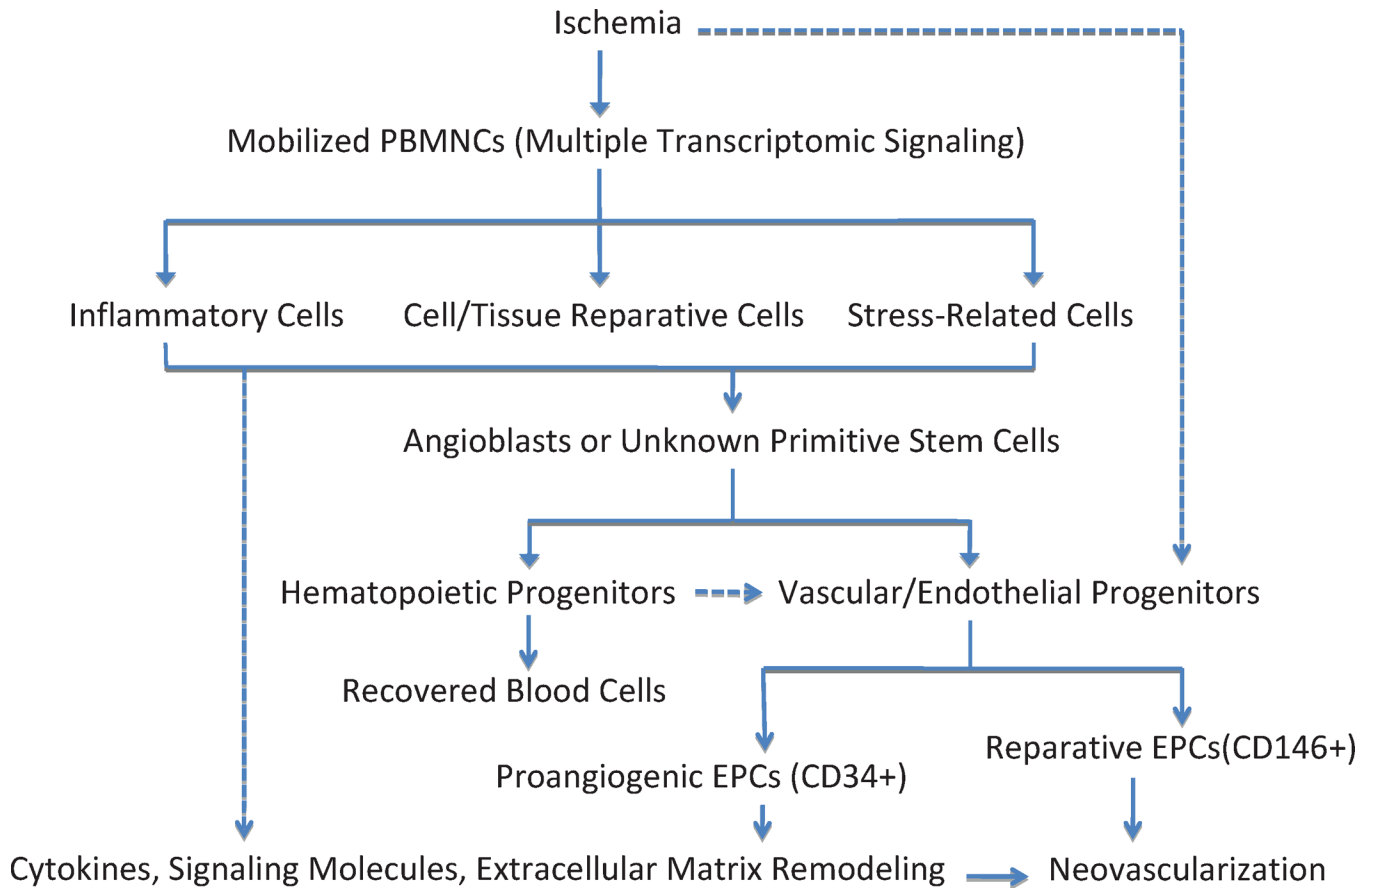 Ischemia
Mobilized PBMNCs (Multiple Transcriptomic Signaling)
Inflammatory Cells
Cell/Tissue Reparative Cells
Stress-Related Cells
Angioblasts or Unknown Primitive Stem Cells
Hematopoietic Progenitors
Vascular/Endothelial Progenitors
Recovered Blood Cells
Reparative EPCs(CD146+)
Proangiogenic EPCs (CD34+)
Cytokines, Signaling Molecules, Extracellular Matrix Remodeling
Neovascularization